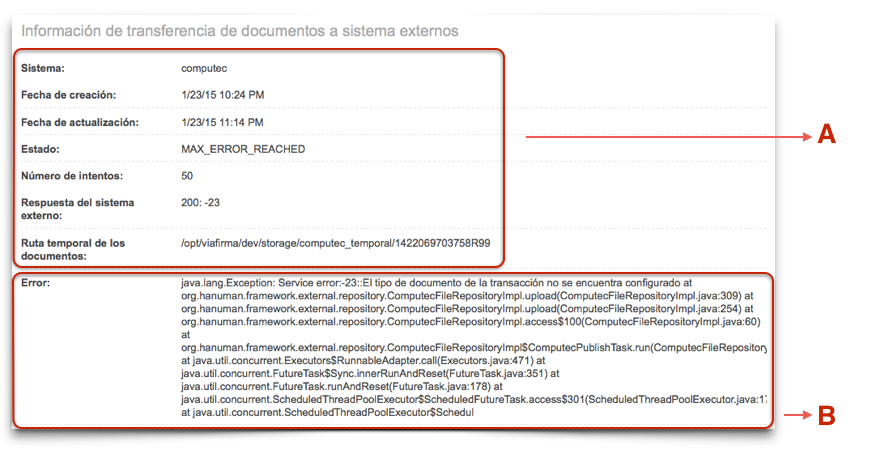 Información de transferencia de documentos a sistema externos
Sistema: computec
Fecha de creación: 1/23/15 10:24 PM
Fecha de actualización: 1/23/15 11:14 PM
A
Estado: MAX_ERROR_REACHED
Número de intentos: 50
Respuesta del sistema 200: -23
externo:
Ruta temporal de los /opt/viafirma/dev/storage/computec_temporal/1422069703758R99
documentos:
Error: java.lang.Exception: Service error:-23::El tipo de documento de la transacción no se encuentra configurado at
org.hanuman.framework.external.repository.ComputecFileRepositoryImpl.upload(ComputecFileRepositoryImpl.java:309) at
org.hanuman.framework.external.repository.ComputecFileRepositoryImpl.upload(ComputecFileRepositoryImpl.java:254) at
org.hanuman.framework.external.repository.ComputecFileRepositoryImpl.access$100(ComputecFileRepositoryImpl.java:60)
at
org.hanuman.framework.external.repository.ComputecFileRepositoryImpl$ComputecPublishTask.run(ComputecFileRepository
at java.util.concurrent.Executors$RunnableAdapter.call(Executors.java:471) at
java.util.concurrent.FutureTask$Sync.innerRunAndReset(FutureTask.java:351) at
java.util.concurrent.FutureTask.runAndReset(FutureTask.java:178) at
java.util.concurrent.ScheduledThreadPoolExecutor$ScheduledFutureTask.access$301(ScheduledThreadPoolExecutor.java:17
at java.util.concurrent.ScheduledThreadPoolExecutor$Schedul
B